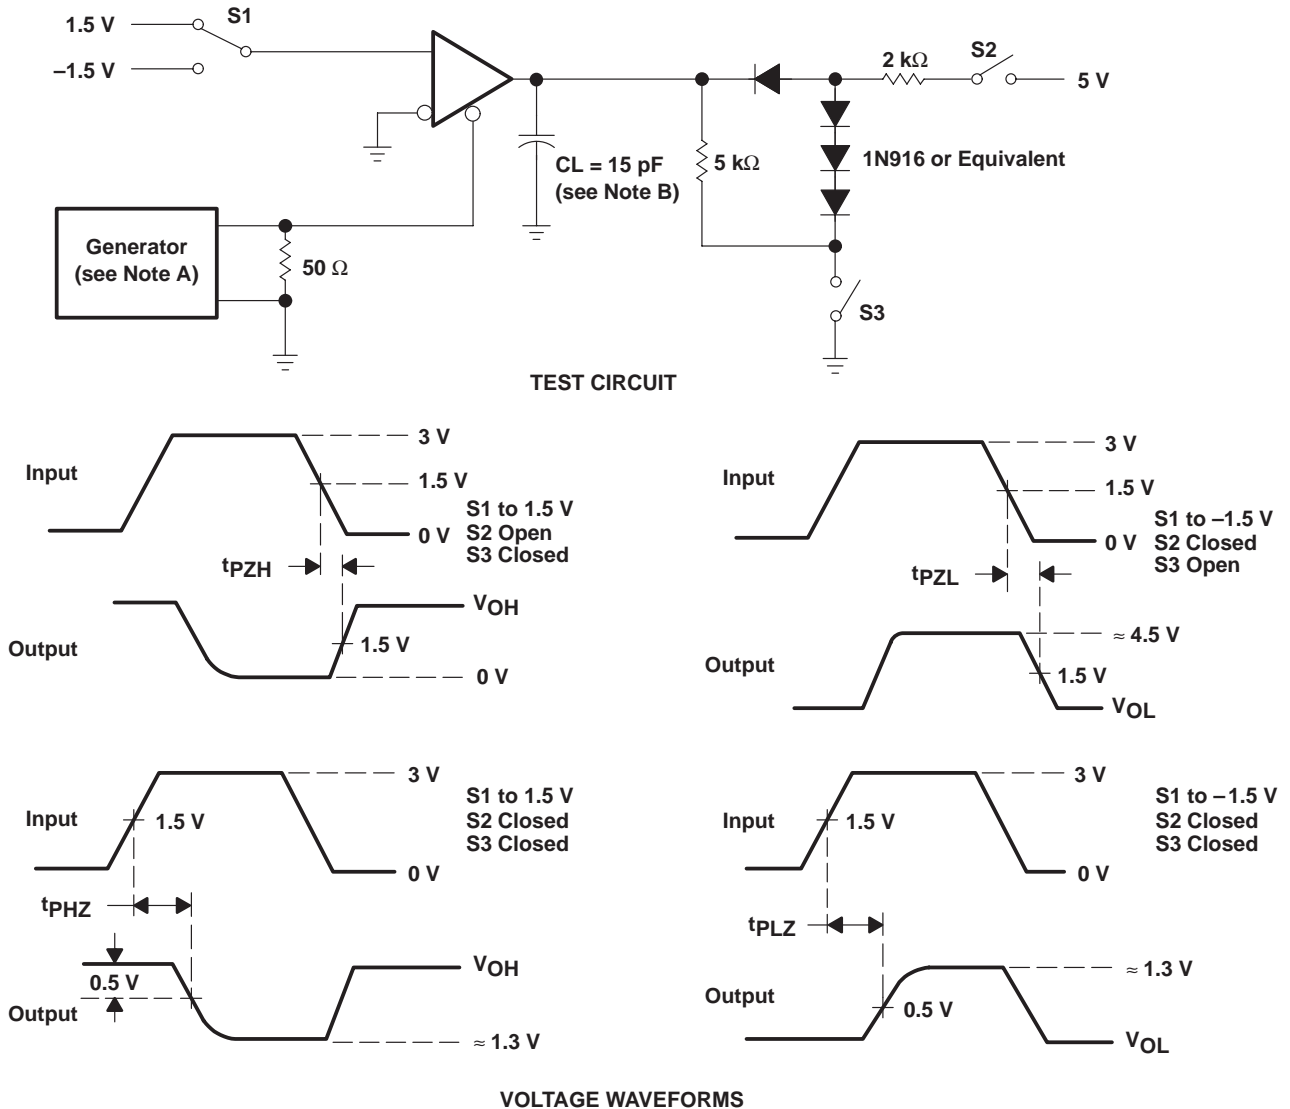 1.5 V
S1
–1.5 V
2 kΩ
S2
5 V
CL = 15 pF
(see Note B)
5 kΩ
1N916 or Equivalent
Generator
(see Note A)
50 Ω
S3
TEST CIRCUIT
Input
3 V
1.5 V
0 V
S1 to 1.5 V
S2 Open
S3 Closed
tPZH
Output
VOH
1.5 V
0 V
Input
3 V
1.5 V
0 V
S1 to –1.5 V
S2 Closed
S3 Open
tPZL
Output
≈ 4.5 V
1.5 V
VOL
Input
3 V
1.5 V
0 V
S1 to 1.5 V
S2 Closed
S3 Closed
tPHZ
0.5 V
Output
VOH
≈ 1.3 V
Input
3 V
1.5 V
0 V
S1 to –1.5 V
S2 Closed
S3 Closed
tPLZ
Output
≈ 1.3 V
0.5 V
VOL
VOLTAGE WAVEFORMS